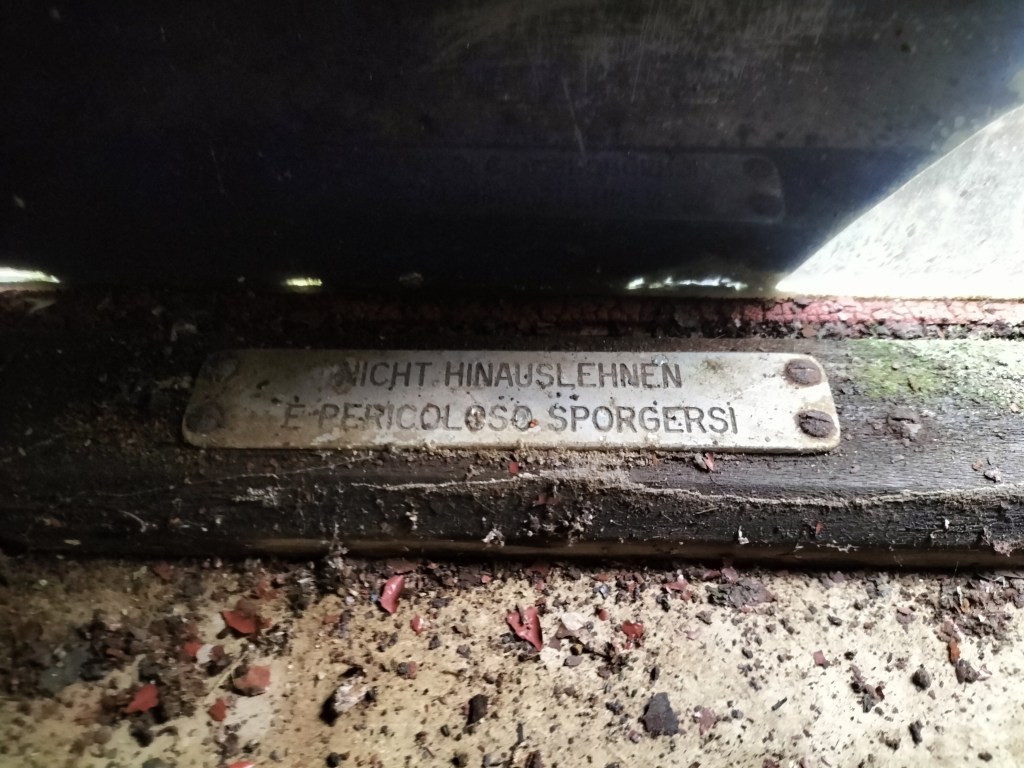 NICHT HINAUSLEHNEN
E PERICOLOSO SPORGERSI